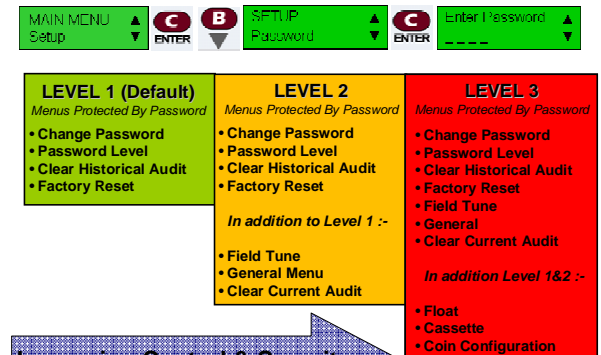 MAIN MENU
Setup
C
ENTER
B
SETUP
Password
C
ENTER
Enter Password
_ _ _ _
LEVEL 1 (Default)
Menus Protected By Password
• Change Password
• Password Level
• Clear Historical Audit
• Factory Reset
LEVEL 2
Menus Protected By Password
• Change Password
• Password Level
• Clear Historical Audit
• Factory Reset
In addition to Level 1 :-
• Field Tune
• General Menu
• Clear Current Audit
LEVEL 3
Menus Protected By Password
• Change Password
• Password Level
• Clear Historical Audit
• Factory Reset
• Field Tune
• General
• Clear Current Audit
In addition Level 1&2 :-
• Float
• Cassette
• Coin Configuration
Control &